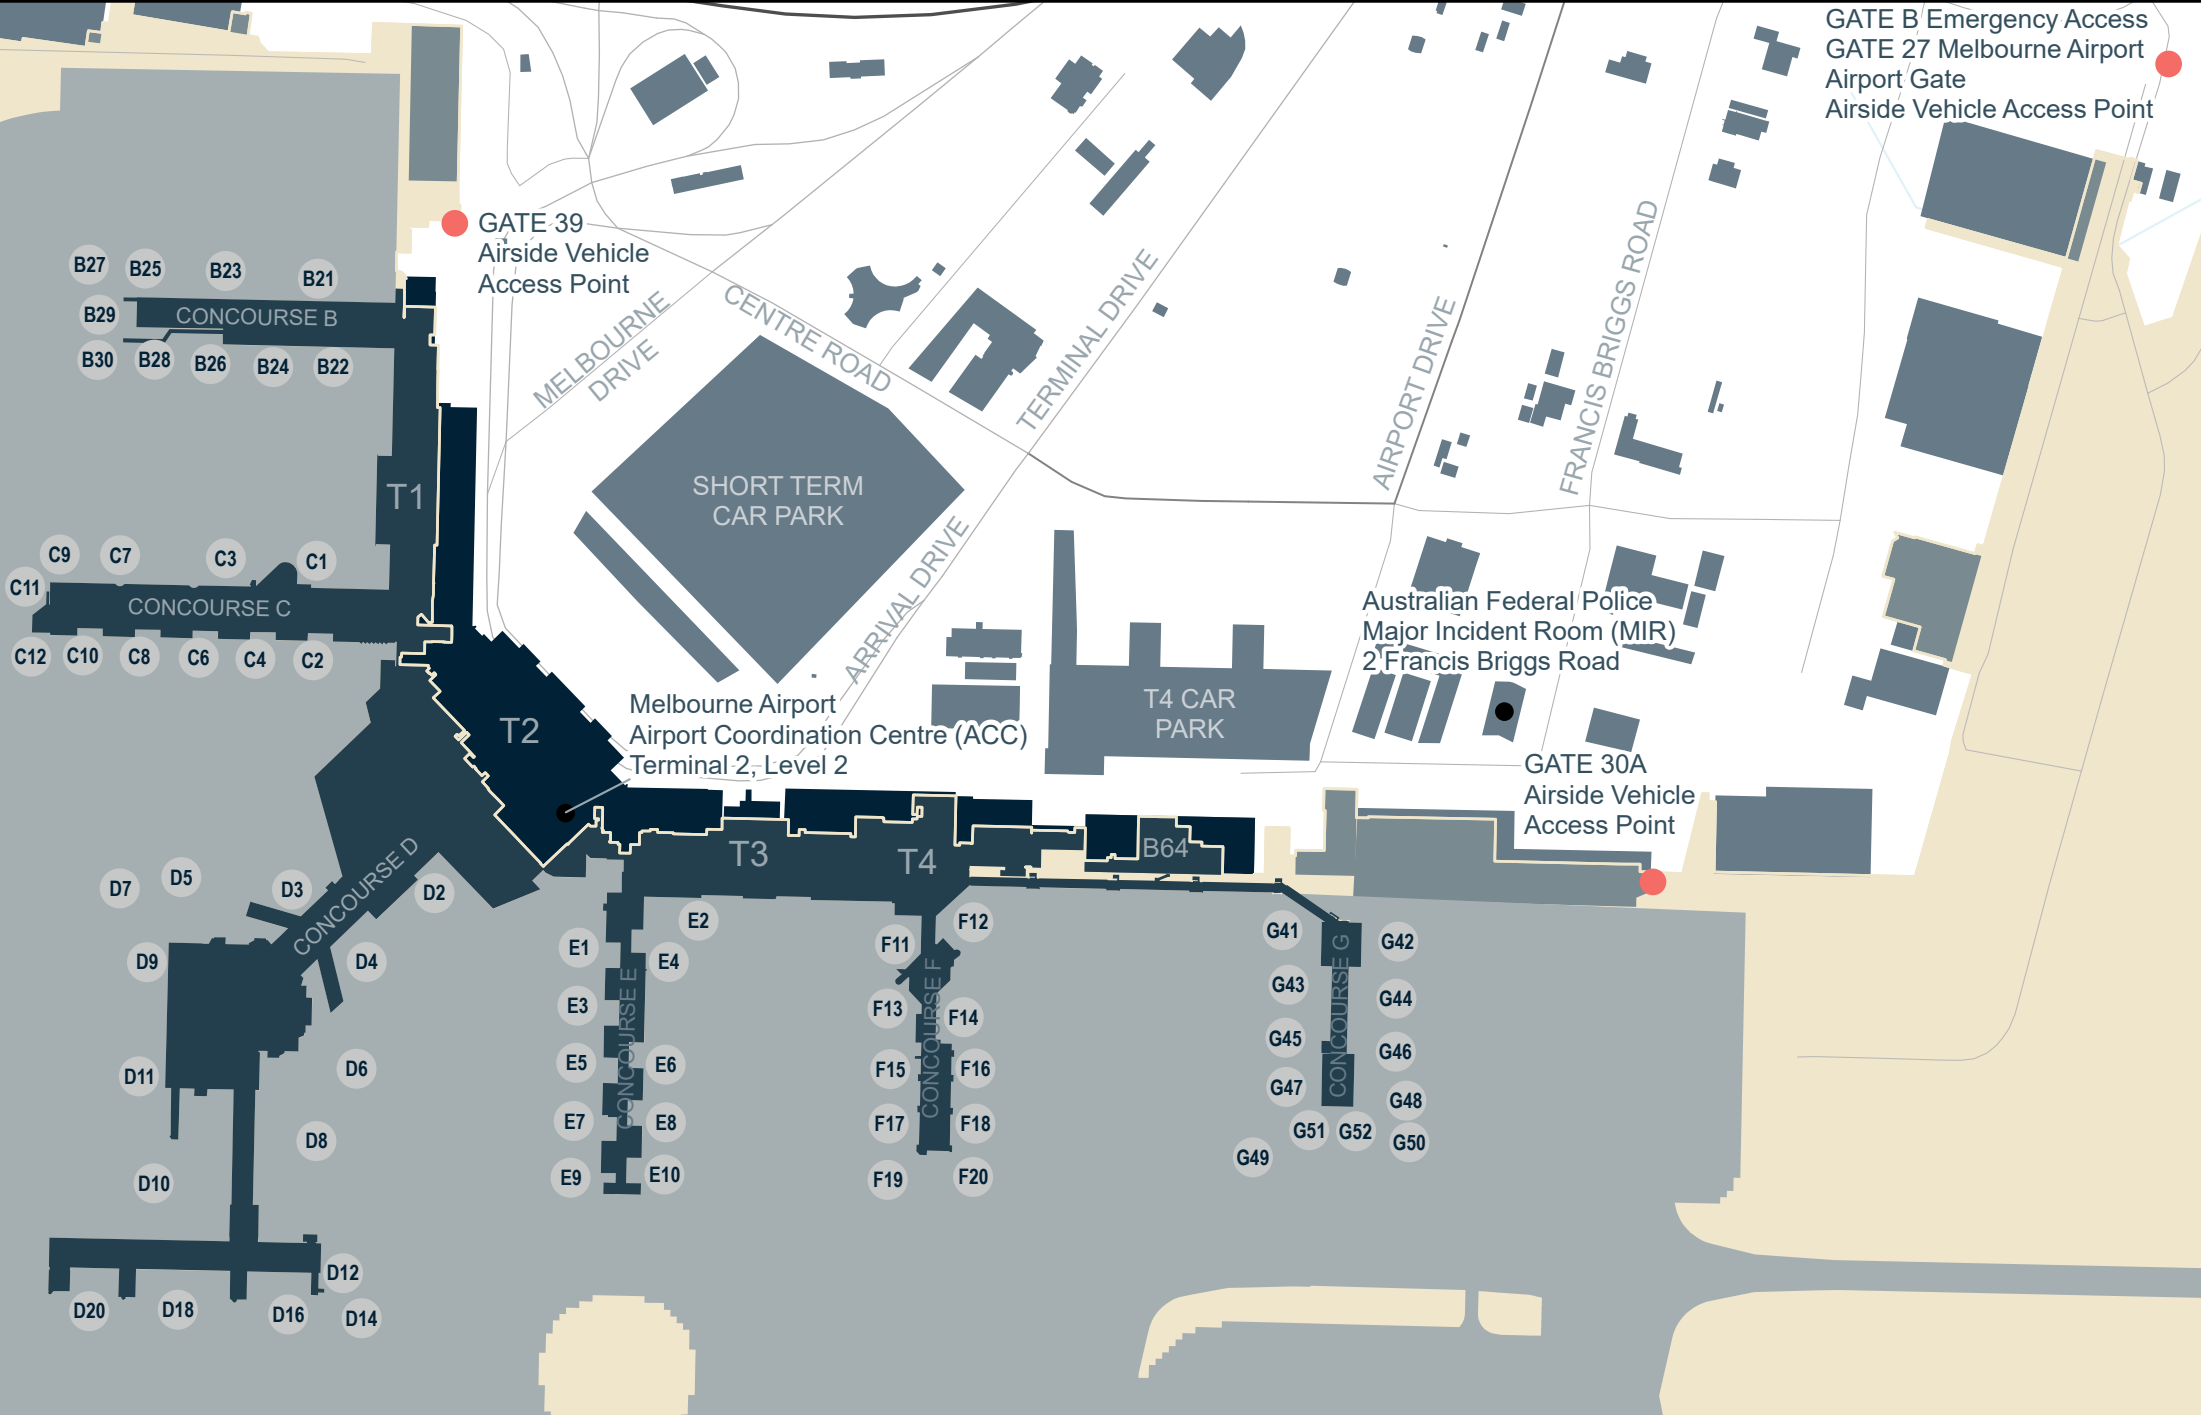 GATE B Emergency Access
GATE 27 Melbourne Airport
Airport Gate
Airside Vehicle Access Point
GATE 39
Airside Vehicle
Access Point
B27
B25
B23
B21
B29
CONCOURSE B
B30
B28
B26
B24
B22
MELBOURNE
DRIVE
CENTRE ROAD
TERMINAL DRIVE
AIRPORT DRIVE
FRANCIS BRIGGS ROAD
T1
SHORT TERM
CAR PARK
ARRIVAL DRIVE
C9
C7
C3
C1
C11
CONCOURSE C
C12
C10
C8
C6
C4
C2
Australian Federal Police
Major Incident Room (MIR)
2 Francis Briggs Road
T2
Melbourne Airport
Airport Coordination Centre (ACC)
Terminal 2, Level 2
T4 CAR
PARK
GATE 30A
Airside Vehicle
Access Point
T3
T4
B64
D7
D5
D3
CONCOURSE D
D2
D9
D4
D11
D6
D8
D10
D12
D20
D18
D16
D14
E2
E1
E4
E3
CONCOURSE E
E5
E6
E7
E8
E9
E10
F12
F11
F13
CONCOURSE F
F14
F15
F16
F17
F18
F19
F20
G41
G42
G43
CONCOURSE G
G44
G45
G46
G47
G48
G51
G52
G50
G49